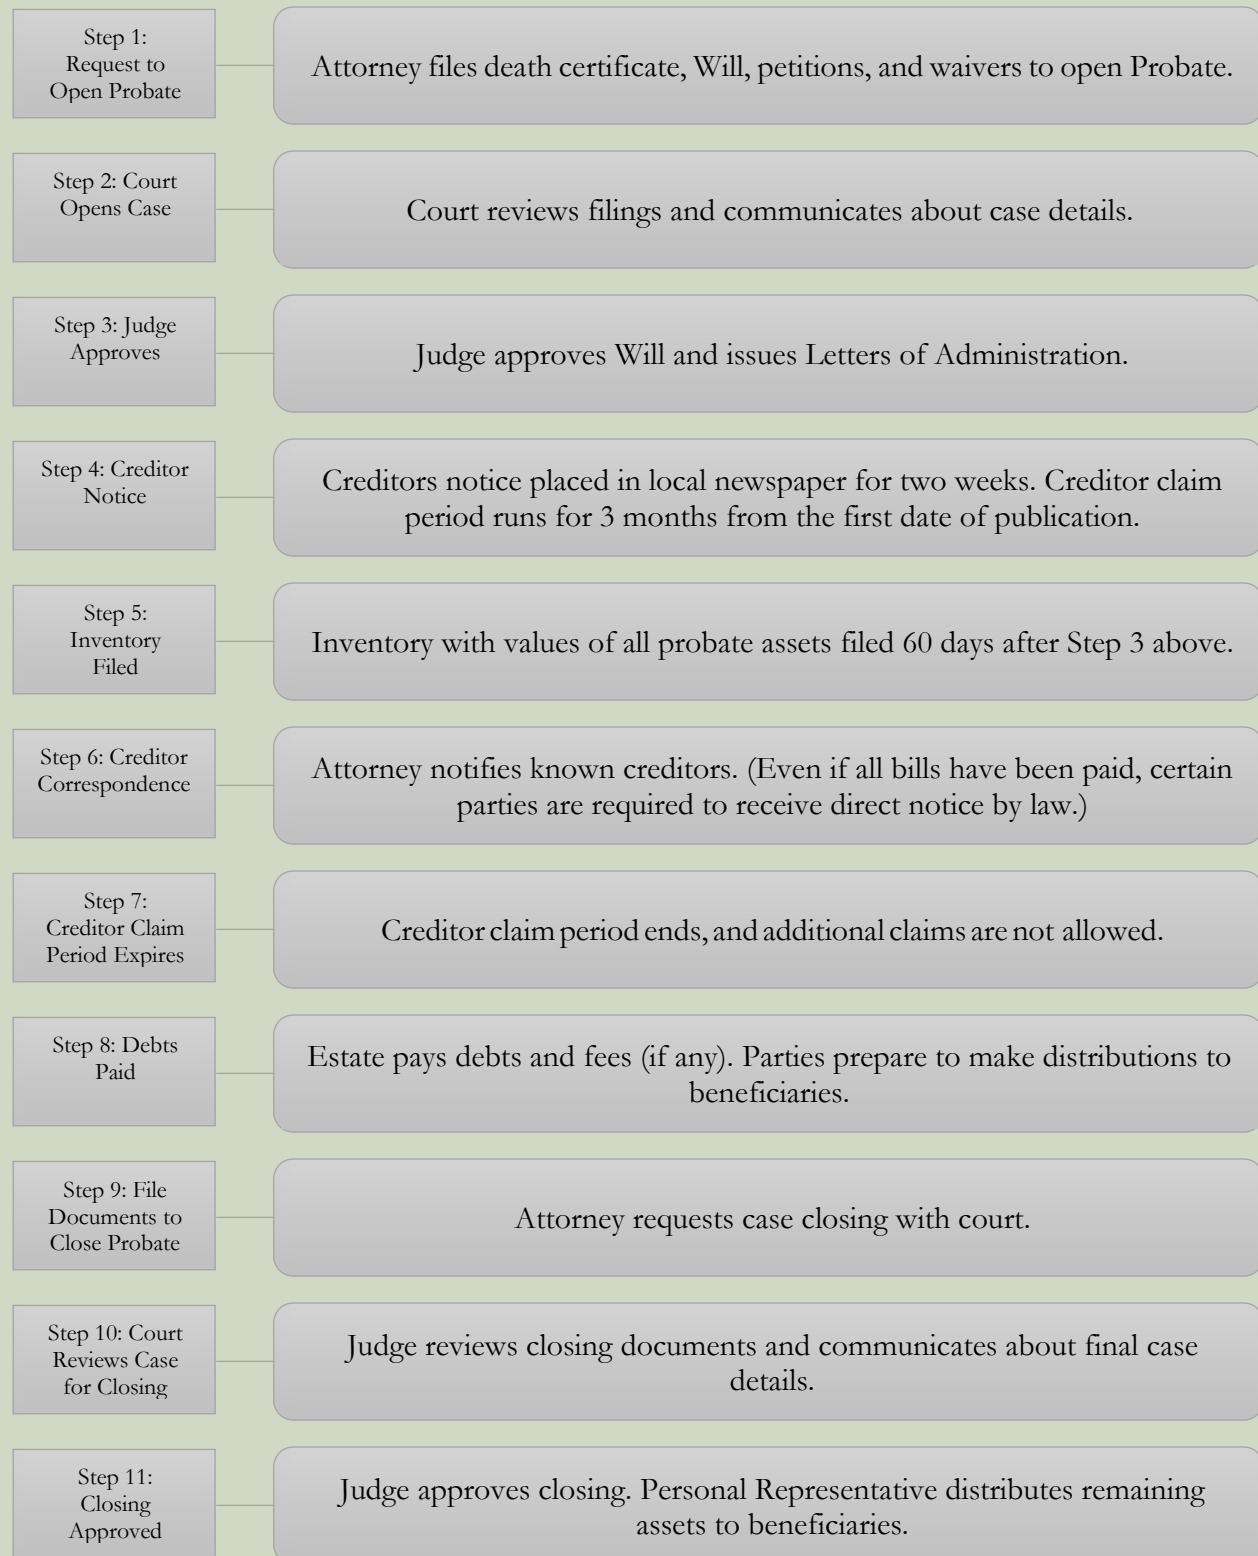 Step 1:
Request to
Open Probate
Attorney files death certificate, Will, petitions, and waivers to open Probate.
Step 2: Court
Opens Case
Court reviews filings and communicates about case details.
Step 3: Judge
Approves
Judge approves Will and issues Letters of Administration.
Step 4: Creditor
Notice
Creditors notice placed in local newspaper for two weeks. Creditor claim
period runs for 3 months from the first date of publication.
Step 5:
Inventory
Filed
Inventory with values of all probate assets filed 60 days after Step 3 above.
Step 6: Creditor
Correspondence
Attorney notifies known creditors. (Even if all bills have been paid, certain
parties are required to receive direct notice by law.)
Step 7:
Creditor Claim
Period Expires
Creditor claim period ends, and additional claims are not allowed.
Step 8: Debts
Paid
Estate pays debts and fees (if any). Parties prepare to make distributions to
beneficiaries.
Step 9: File
Documents to
Close Probate
Attorney requests case closing with court.
Step 10: Court
Reviews Case
for Closing
Judge reviews closing documents and communicates about final case
details.
Step 11:
Closing
Approved
Judge approves closing. Personal Representative distributes remaining
assets to beneficiaries.